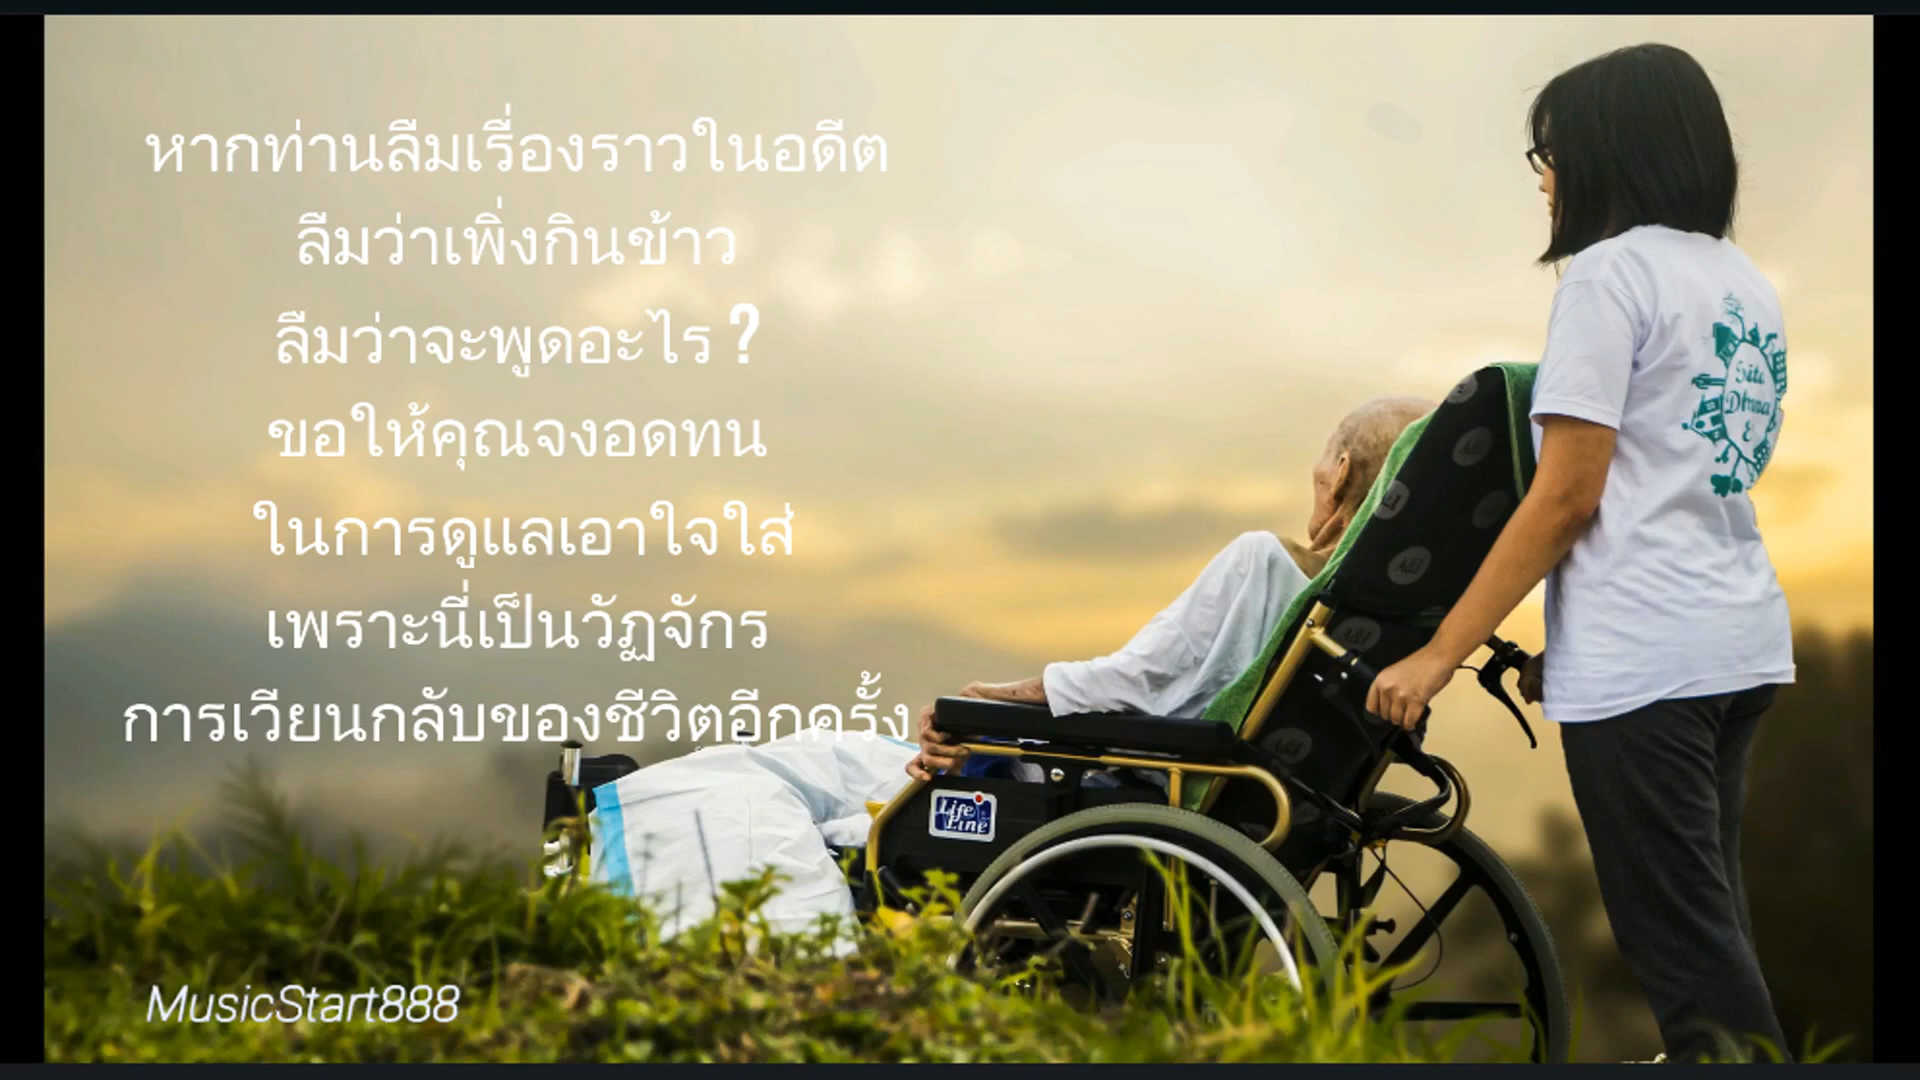 หากท่านลืมเรื่องราวในอดีต
ลืมว่าเพิ่งกินข้าว
ลืมว่าจะพูดอะไร ?
ขอให้คุณจงอดทน
ในการดูแลเอาใจใส่
เพราะนี่เป็นวัฏจักร
การเวียนกลับของชีวิตอีกครั้ง
Life
Line
MusicStart888